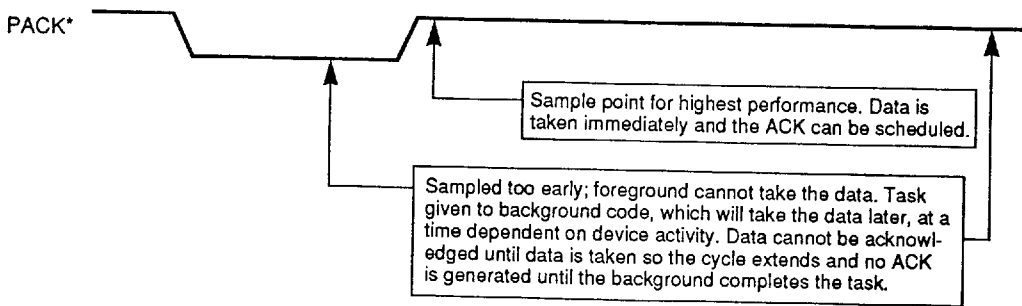 PACK*
Sample point for highest performance. Data is
taken immediately and the ACK can be scheduled.
Sampled too early; foreground cannot take the data. Task
given to background code, which will take the data later, at a
time dependent on device activity. Data cannot be acknowl-
edged until data is taken so the cycle extends and no ACK
is generated until the background completes the task.